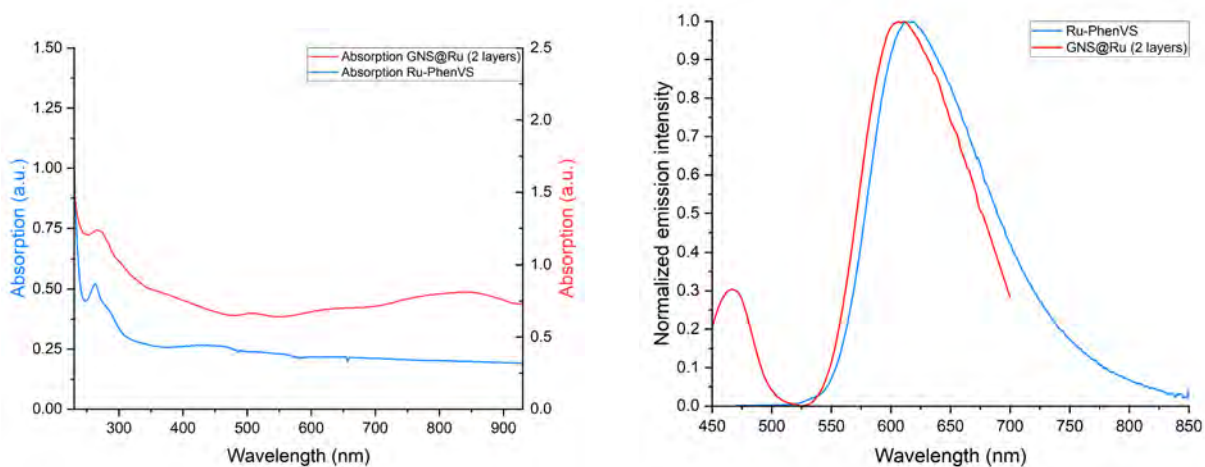 Absorption GNS@Ru (2 layers)
Absorption Ru-PhenVS
1.50
1.25
1.00
0.75
0.50
0.25
0.00
Absorption (a.u.)
2.5
2.0
1.5
1.0
0.5
0.0
Absorption (a.u.)
300 400 500 600 700 800 900
Wavelength (nm)
Ru-PhenVS
GNS@Ru (2 layers)
1.0
0.9
0.8
0.7
0.6
0.5
0.4
0.3
0.2
0.1
0.0
Normalized emission intensity
450 500 550 600 650 700 750 800 850
Wavelength (nm)